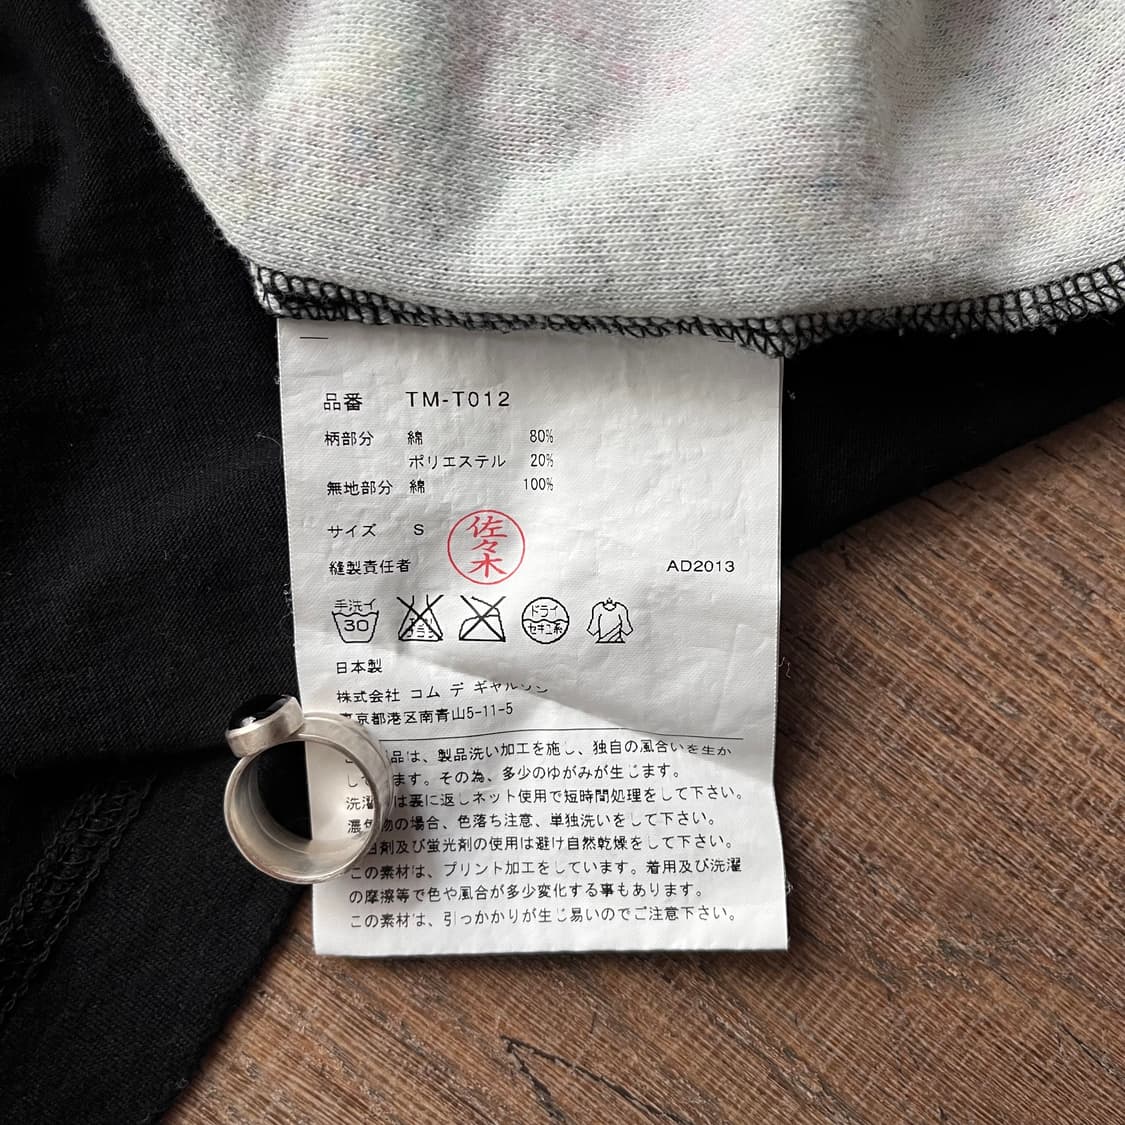 品番 TM-T012
柄部分 綿 80%
ポリエステル 20%
無地部分 綿 100%
サイズ S
佐々木
縫製責任者 AD2013
手洗イ 30 ドライ セキユ系
日本製
株式会社 コム デ ギャルソン
京都港区南青山5-11-5
品は、製品洗い加工を施し、独自の風合いを生か
し ます。その為、多少のゆがみが生じます。
洗濯 は裏に返しネット使用で短時間処理をして下さい。
濃色物の場合、色落ち注意、単独洗いをして下さい。
白剤及び蛍光剤の使用は避け自然乾燥をして下さい。
この素材は、プリント加工をしています。着用及び洗濯
の摩擦等で色や風合が多少変化する事もあります。
この素材は、引っかかりが生じ易いのでご注意下さい。